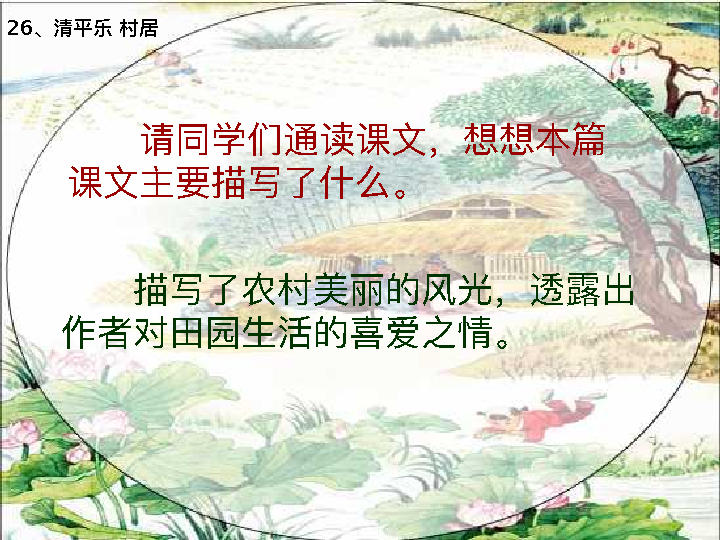 26、清平乐 村居
请同学们通读课文，想想本篇
课文主要描写了什么。
描写了农村美丽的风光，透露出
作者对田园生活的喜爱之情。